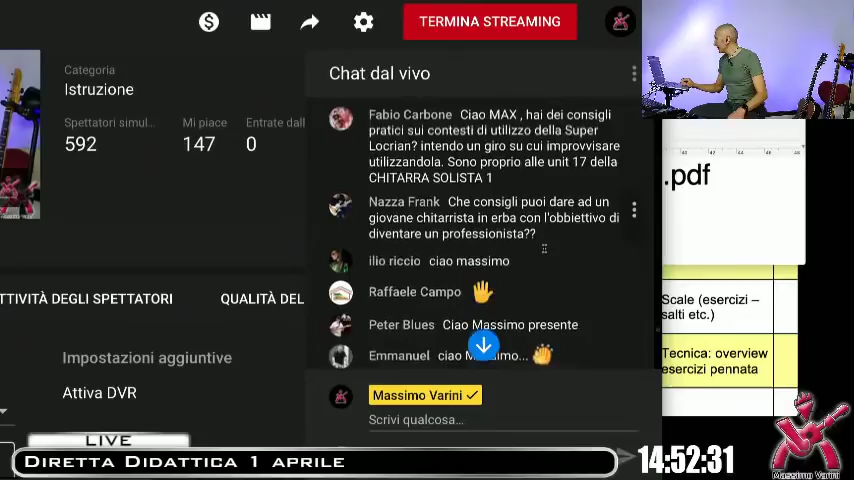 TERMINA STREAMING
Categoria
Istruzione
Spettatori simul...
Mi piace
Entrate dall
592
147
0
TTIVITÀ DEGLI SPETTATORI
QUALITÀ DEL
Impostazioni aggiuntive
Attiva DVR
Chat dal vivo
Fabio Carbone Ciao MAX , hai dei consigli
pratici sui contesti di utilizzo della Super
Locrian? intendo un giro su cui improvvisare
utilizzandola. Sono proprio alle unit 17 della
CHITARRA SOLISTA 1
Nazza Frank Che consigli puoi dare ad un
giovane chitarrista in erba con l'obbiettivo di
diventare un professionista??
ilio riccio ciao massimo
Raffaele Campo 🖐
Peter Blues Ciao Massimo presente
Emmanuel ciao imo... 👏
Massimo Varini ✓
Scrivi qualcosa...
.pdf
Scale (esercizi –
salti etc.)
Tecnica: overview
esercizi pennata
LIVE
DIRETTA DIDATTICA 1 APRILE
14:52:31
Massimo Varini